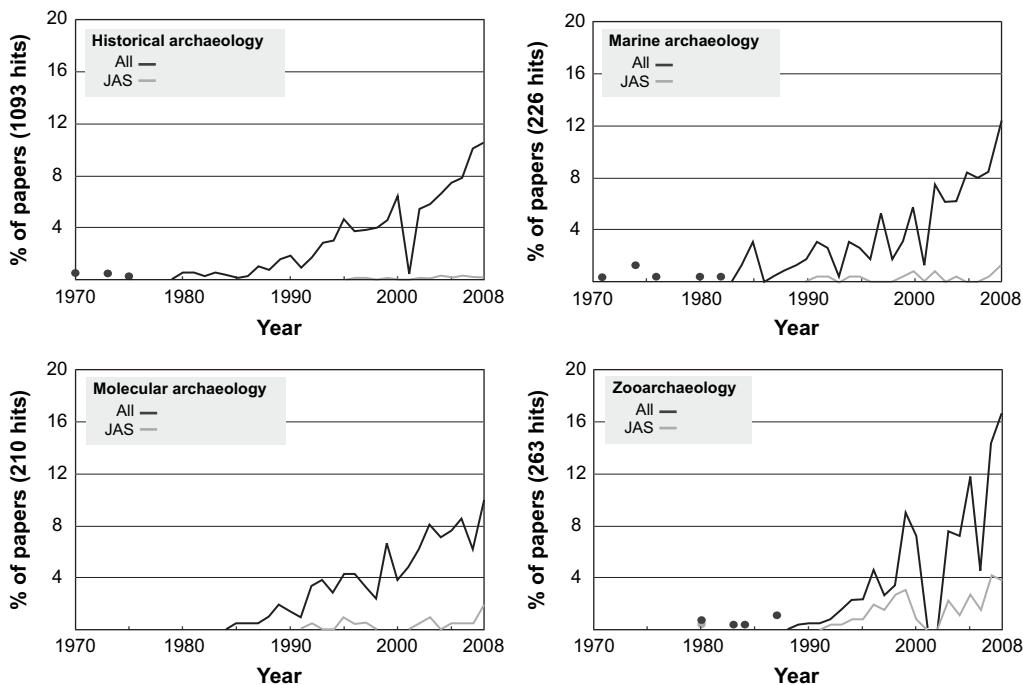 % of papers (1093 hits)
20
16
12
8
4
Historical archaeology
All
JAS
1970
1980
1990
2000
2008
Year
% of papers (226 hits)
20
16
12
8
4
Marine archaeology
All
JAS
1970
1980
1990
2000
2008
Year
% of papers (210 hits)
20
16
12
8
4
Molecular archaeology
All
JAS
1970
1980
1990
2000
2008
Year
% of papers (263 hits)
20
16
12
8
4
Zooarchaeology
All
JAS
1970
1980
1990
2000
2008
Year